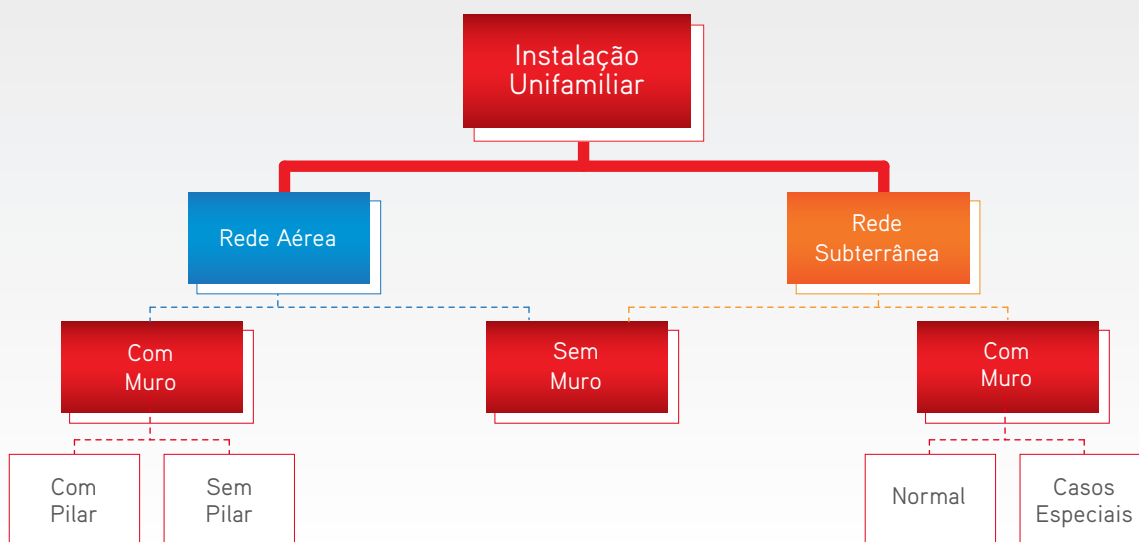 Instalação
Unifamiliar
Rede Aérea
Rede
Subterrânea
Com
Muro
Sem
Muro
Com
Muro
Com
Pilar
Sem
Pilar
Normal
Casos
Especiais